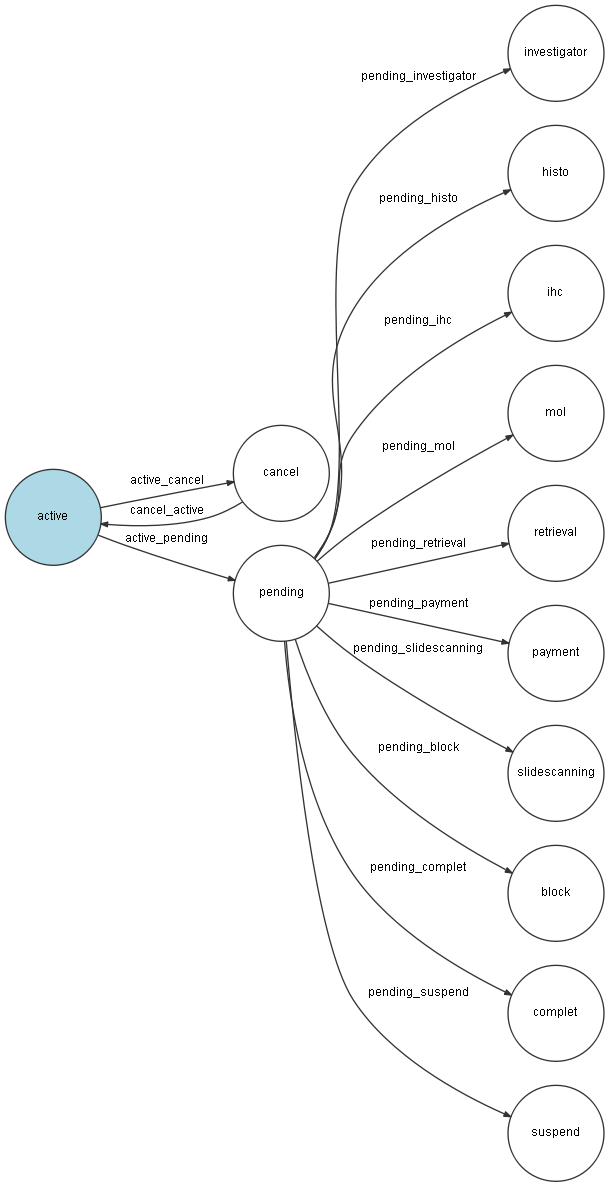 investigator
pending_investigator
histo
pending_histo
ihc
pending_ihc
mol
pending_mol
cancel
active_cancel
cancel_active
active
active_pending
retrieval
pending_retrieval
pending
pending_payment
payment
pending_slidescanning
slidescanning
pending_block
block
pending_complet
complet
pending_suspend
suspend